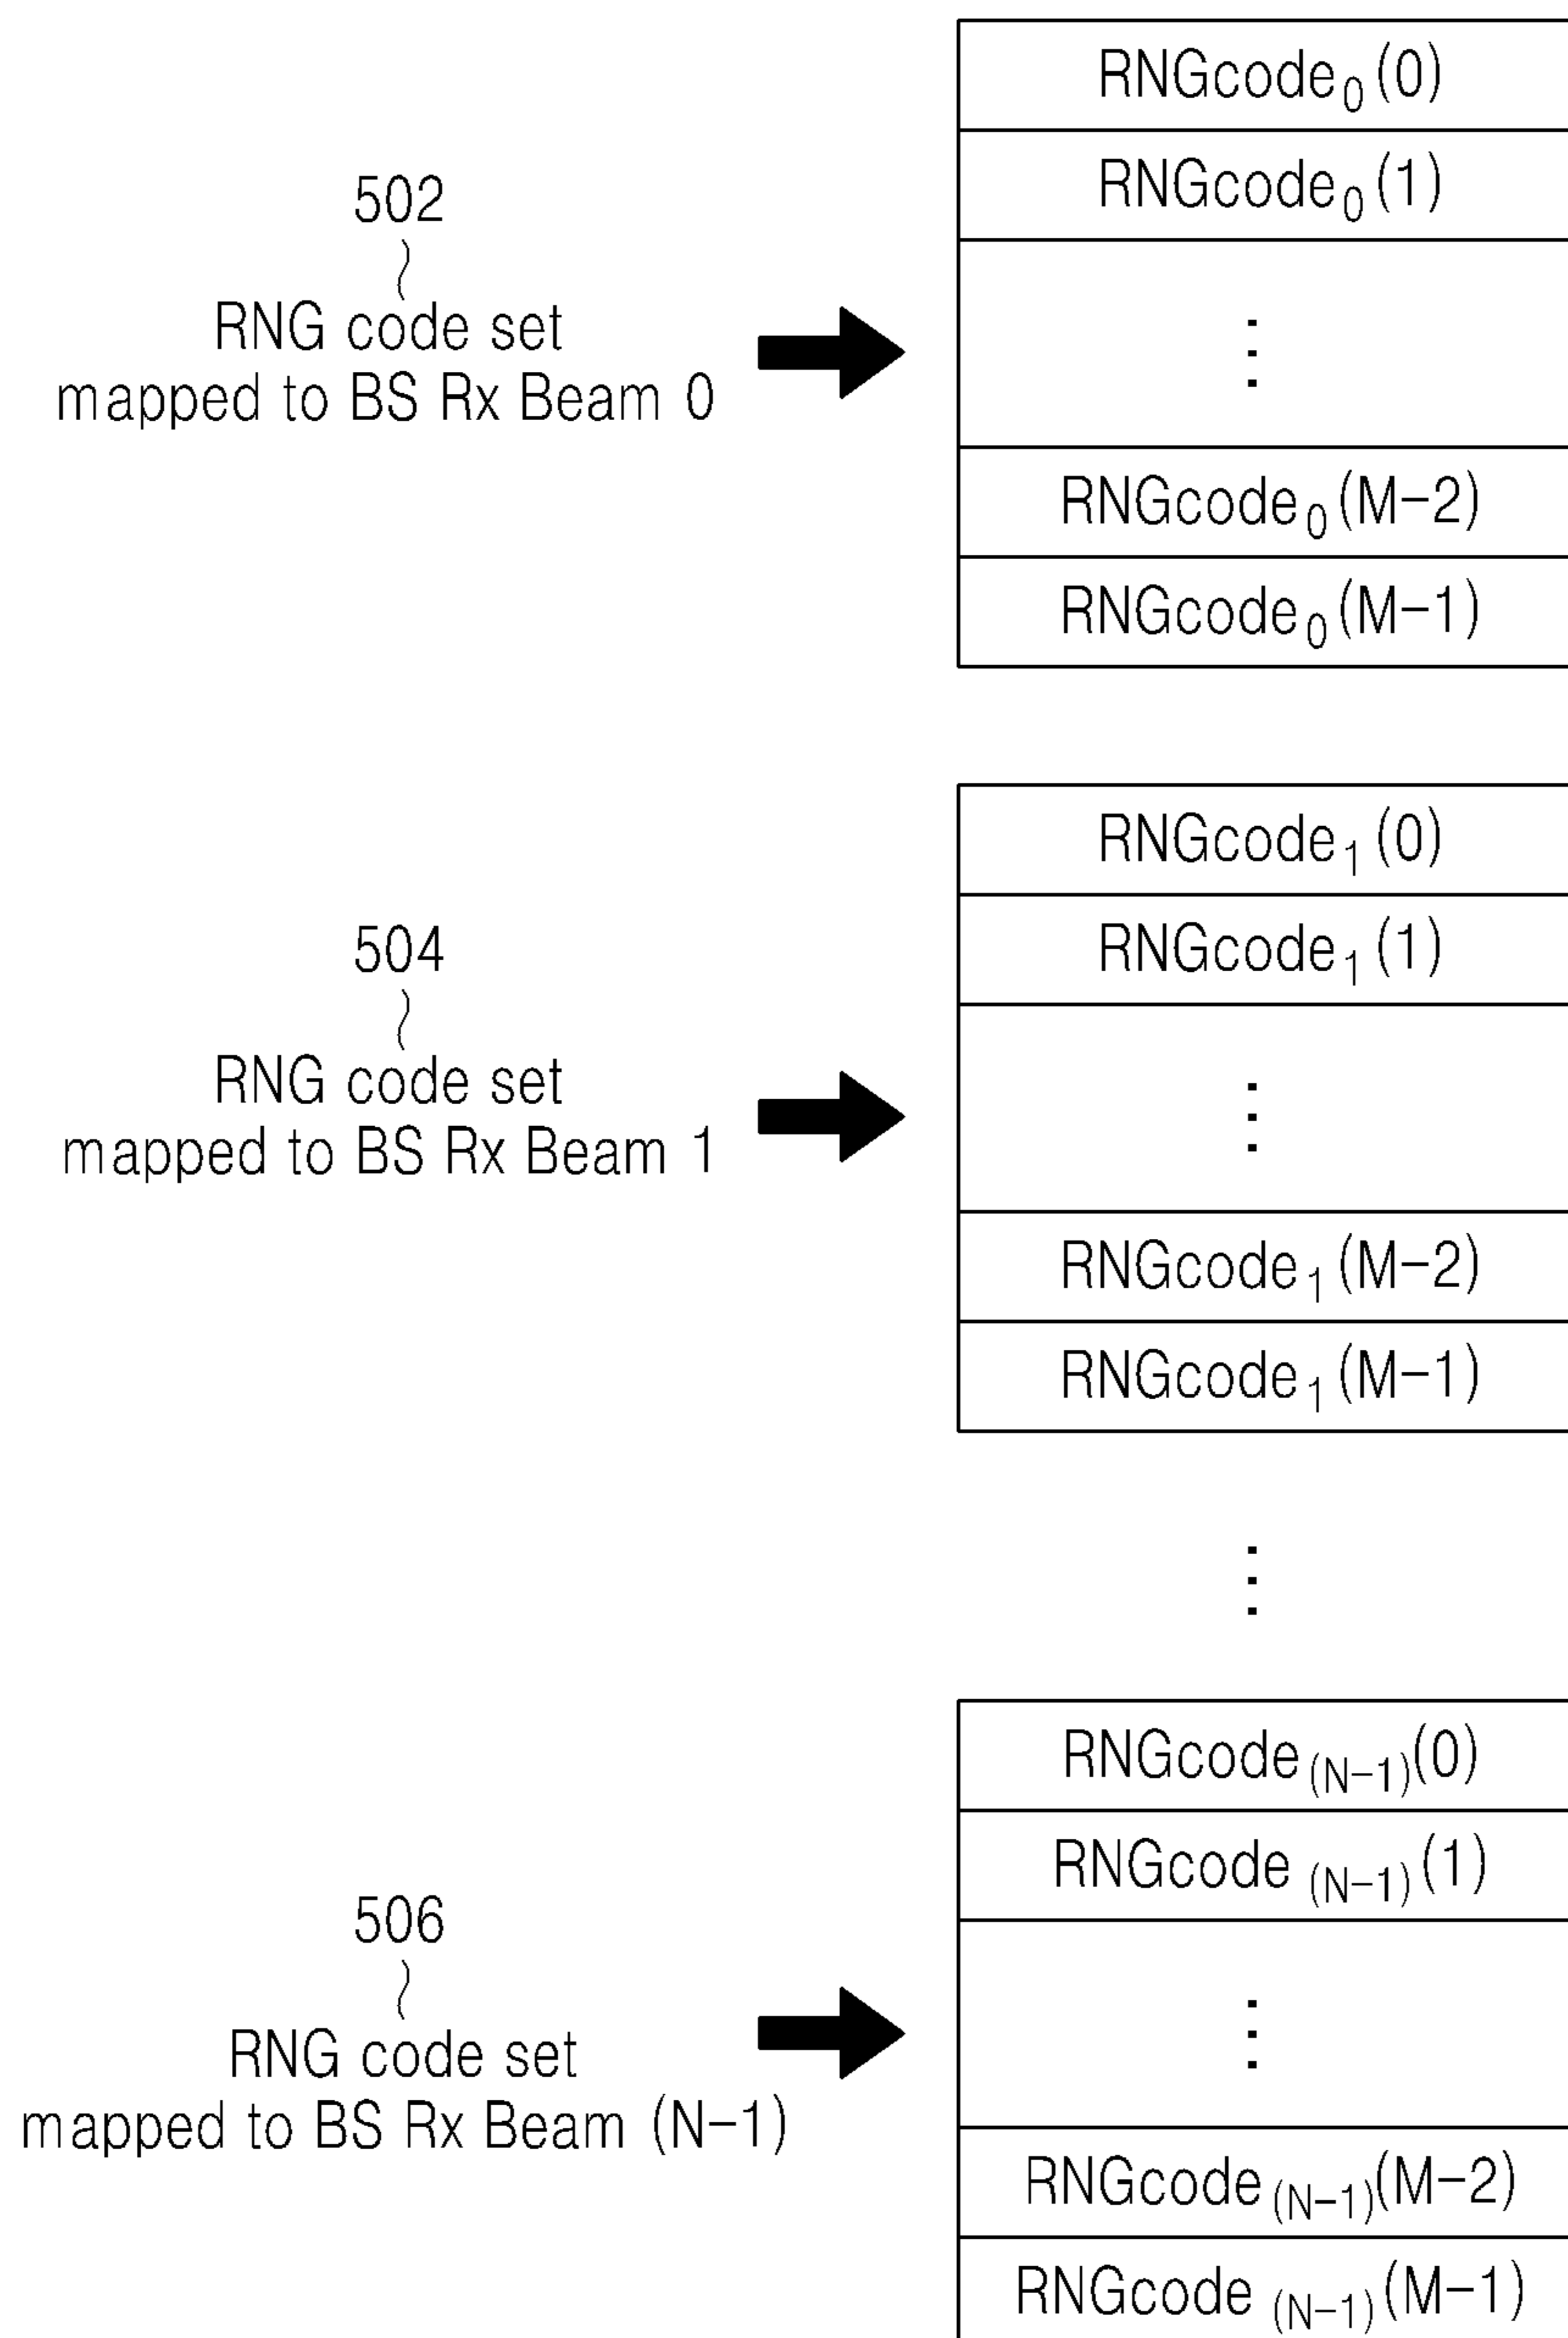 502
RNG code set
mapped to BS Rx Beam 0
RNGcode₀(0)
RNGcode₀(1)
⋮
RNGcode₀(M-2)
RNGcode₀(M-1)
504
RNG code set
mapped to BS Rx Beam 1
RNGcode₁(0)
RNGcode₁(1)
⋮
RNGcode₁(M-2)
RNGcode₁(M-1)
⋮
506
RNG code set
mapped to BS Rx Beam (N-1)
RNGcode₍N₋₁₎(0)
RNGcode ₍N₋₁₎(1)
⋮
RNGcode₍N₋₁₎(M-2)
RNGcode ₍N₋₁₎(M-1)